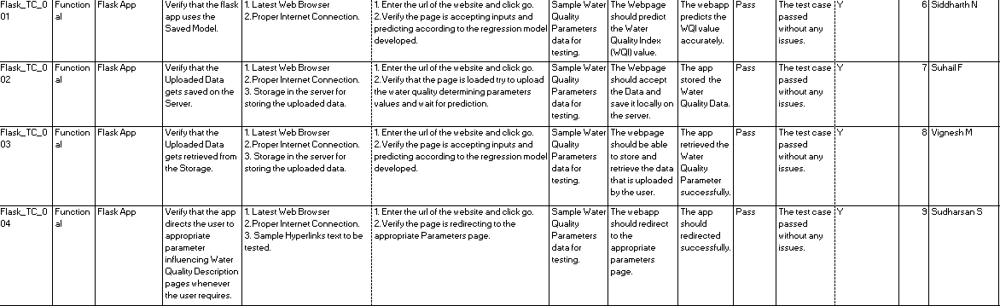 Flask_TC_0
01
Function
al
Flask App
Verify that the flask
app uses the
Saved Model.
1. Latest Web Browser
2.Proper Internet Connection.
1. Enter the url of the website and click go.
2.Verify the page is accepting inputs and
predicting according to the regression model
developed.
Sample Water
Quality
Parameters
data for
testing.
The Webpage
should predict
the Water
Quality Index
(WQI) value.
The webapp
predicts the
WQI value
accurately.
Pass
The test case
passed
without any
issues.
Y
6
Siddharth N
Flask_TC_0
02
Function
al
Flask App
Verify that the
Uploaded Data
gets saved on the
Server.
1. Latest Web Browser
2.Proper Internet Connection.
3. Storage in the server for
storing the uploaded data.
1. Enter the url of the website and click go.
2.Verify that the page is loaded try to upload
the water quality determining parameters
values and wait for prediction.
Sample Water
Quality
Parameters
data for
testing.
The Webpage
should accept
the Data and
save it locally on
the server.
The app
stored the
Water
Quality Data.
Pass
The test case
passed
without any
issues.
Y
7
Suhail F
Flask_TC_0
03
Function
al
Flask App
Verify that the
Uploaded Data
gets retrieved from
the Storage.
1. Latest Web Browser
2.Proper Internet Connection.
3. Storage in the server for
storing the uploaded data.
1. Enter the url of the website and click go.
2.Verify the page is accepting inputs and
predicting according to the regression model
developed.
Sample Water
Quality
Parameters
data for
testing.
The webpage
should be able
to store and
retrieve the data
that is uploaded
by the user.
The app
retrieved the
Water
Quality
Parameter
successfully.
Pass
The test case
passed
without any
issues.
Y
8
Vignesh M
Flask_TC_0
04
Function
al
Flask App
Verify that the app
directs the user to
appropriate
parameter
influencing Water
Quality Description
pages whenever
the user requires.
1. Latest Web Browser
2.Proper Internet Connection.
3. Sample Hyperlinks text to be
tested.
1. Enter the url of the website and click go.
2.Verify the page is redirecting to the
appropriate Parameters page.
Sample Water
Quality
Parameters
data for
testing.
The webapp
should redirect
to the
appropriate
parameters
page.
The app
should
redirected
successfully.
Pass
The test case
passed
without any
issues.
Y
9
Sudharsan S